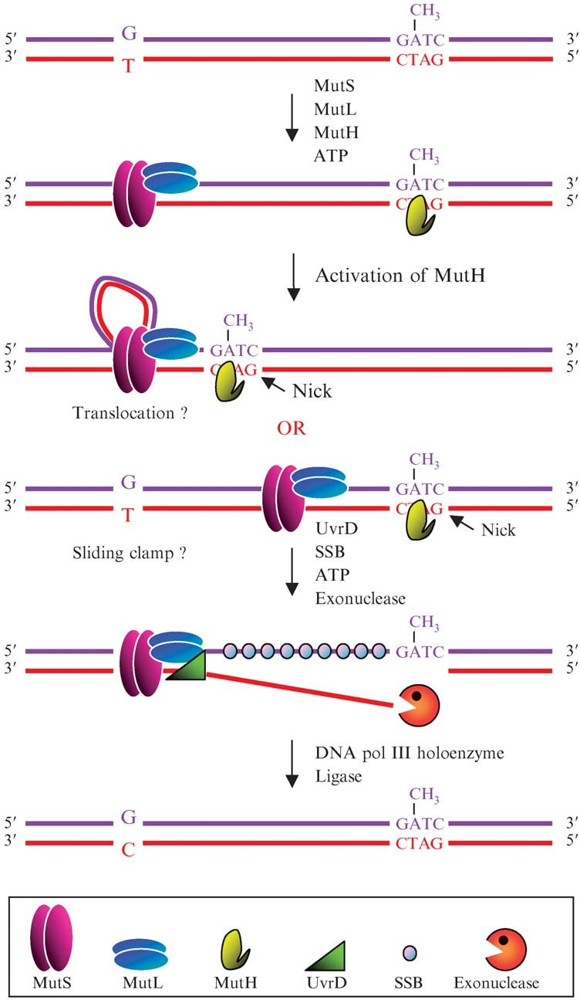 CH3
5′ G GATC 3′
3′ T CTAG 5′
MutS
MutL
MutH
ATP
CH3
5′ GATC 3′
3′ CTAG 5′
Activation of MutH
CH3
5′ GATC 3′
3′ C AG 5′
Nick
Translocation ?
OR
CH3
5′ G GATC 3′
3′ T CTAG 5′
Nick
UvrD
Sliding clamp ?
SSB
ATP
Exonuclease
CH3
5′ GATC 3′
3′ 5′
DNA pol III holoenzyme
Ligase
CH3
5′ G GATC 3′
3′ C CTAG 5′
MutS MutL MutH UvrD SSB Exonuclease